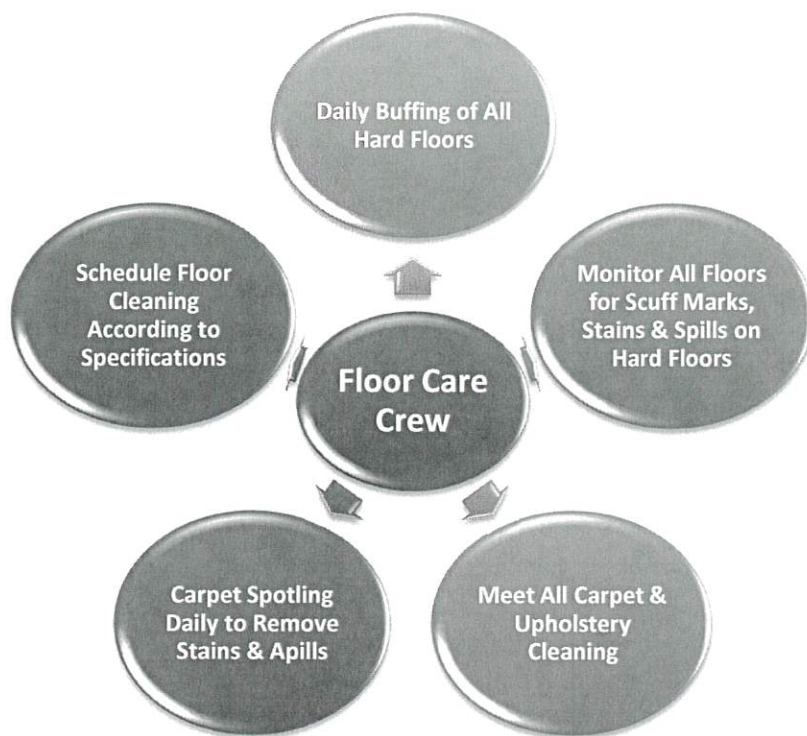 Daily Buffing of All
Hard Floors
Schedule Floor
Cleaning
According to
Specifications
Monitor All Floors
for Scuff Marks,
Stains & Spills on
Hard Floors
Floor Care
Crew
Carpet Spotling
Daily to Remove
Stains & Apills
Meet All Carpet &
Upholstery
Cleaning